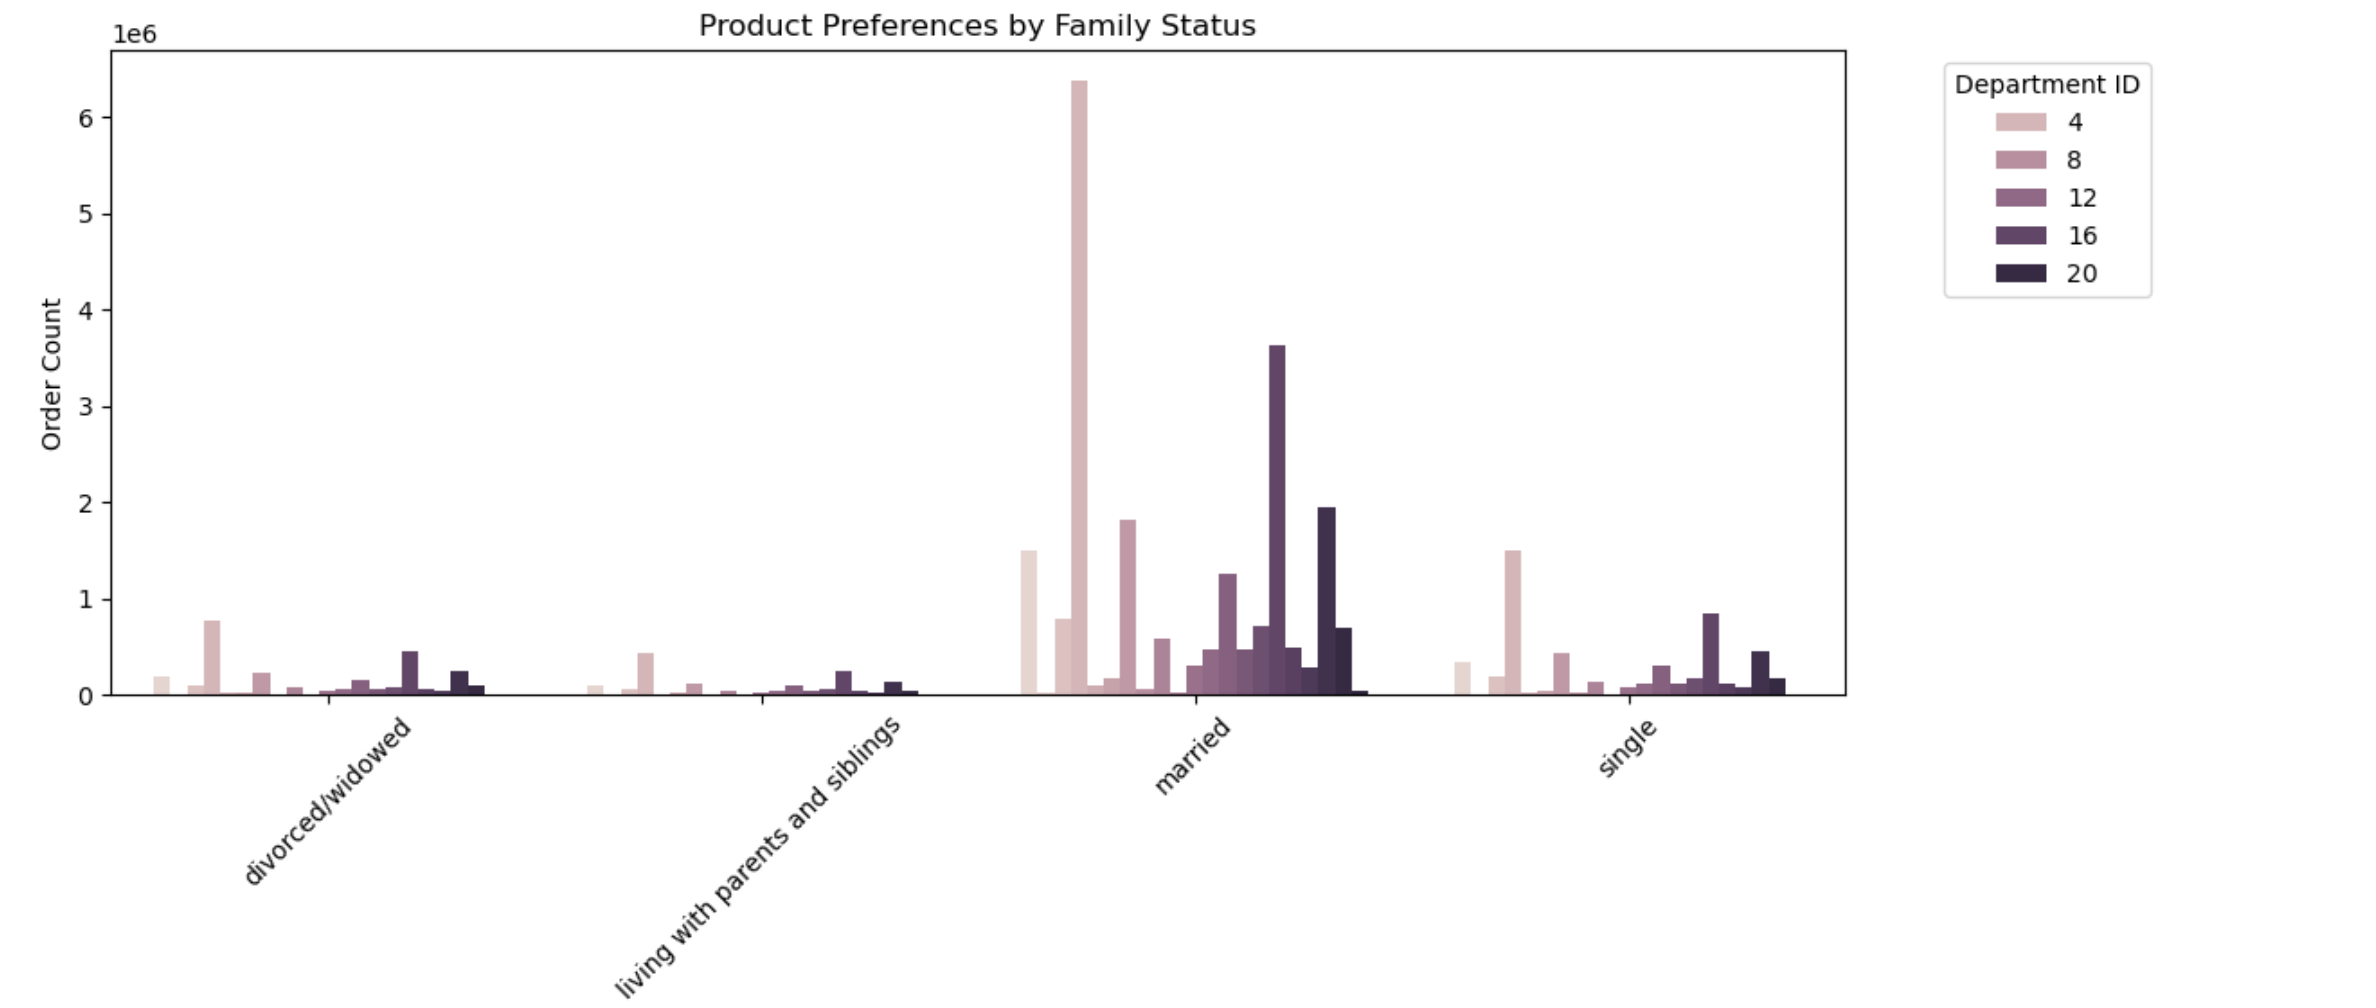 Product Preferences by Family Status
1e6
6
5
4
3
2
1
0
Order Count
divorced/widowed
living with parents and siblings
married
single
Department ID
4
8
12
16
20